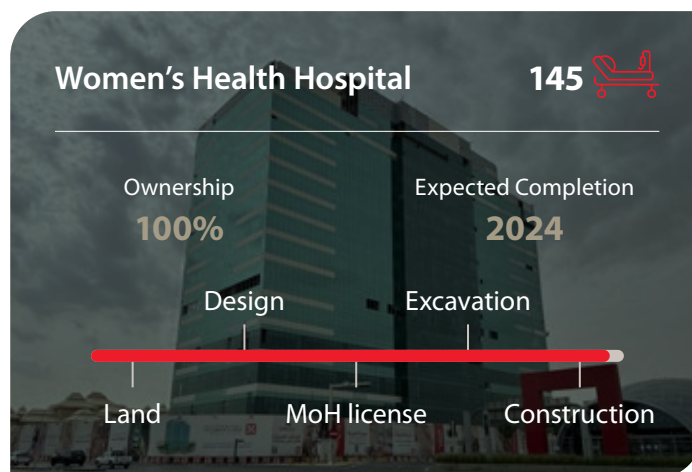 Women’s Health Hospital 145
Ownership Expected Completion
100% 2024
Design Excavation
Land MoH license Construction